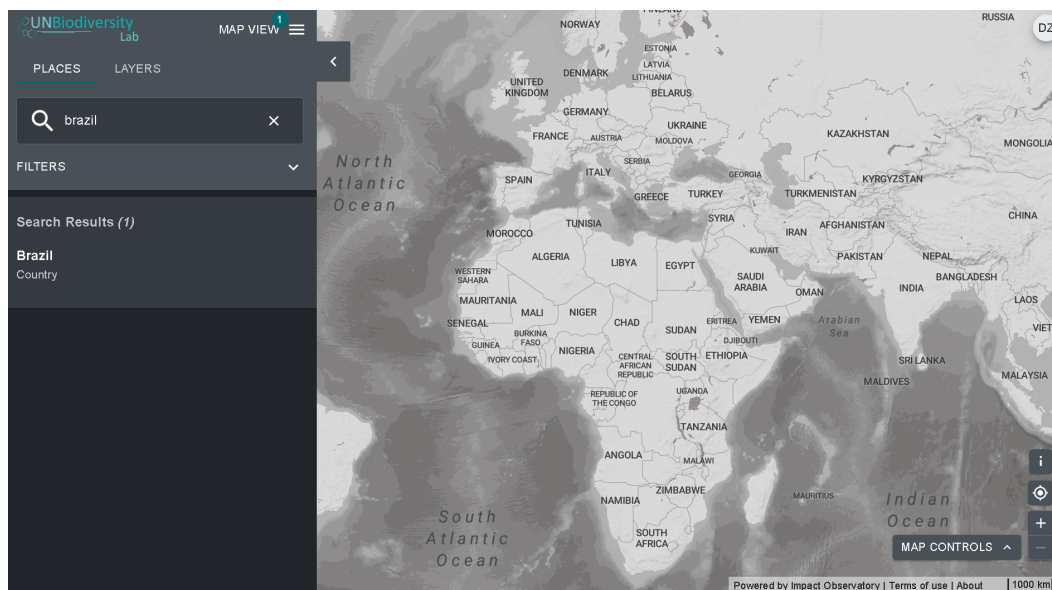 UNBiodiversity
Lab
MAP VIEW
1
PLACES
LAYERS
brazil
FILTERS
Search Results (1)
Brazil
Country
FINLAND
NORWAY
RUSSIA
DZ
ESTONIA
LATVIA
LITHUANIA
DENMARK
UNITED
KINGDOM
BELARUS
GERMANY
UKRAINE
KAZAKHSTAN
FRANCE
AUSTRIA
MOLDOVA
MONGOLIA
North
Atlantic
Ocean
SERBIA
ITALY
GEORGIA
KYRGYZSTAN
SPAIN
GREECE
TURKEY
TURKMENISTAN
CHINA
TUNISIA
SYRIA
MOROCCO
IRAN
AFGHANISTAN
ALGERIA
LIBYA
EGYPT
KUWAIT
PAKISTAN
NEPAL
WESTERN
SAHARA
SAUDI
ARABIA
BANGLADESH
OMAN
INDIA
MAURITANIA
LAOS
MALI
NIGER
CHAD
SUDAN
ERITREA
YEMEN
Arabian
Sea
SENEGAL
VIET
BURKINA
FASO
GUINEA
DJIBOUTI
NIGERIA
IVORY COAST
CENTRAL
AFRICAN
REPUBLIC
SOUTH
SUDAN
ETHIOPIA
SRI LANKA
MALDIVES
MALAYSIA
UGANDA
REPUBLIC OF
THE CONGO
TANZANIA
ANGOLA
MALAWI
ZIMBABWE
NAMIBIA
MAURITIUS
Indian
Ocean
South
Atlantic
Ocean
SOUTH
AFRICA
MAP CONTROLS
Powered by Impact Observatory | Terms of use | About
1000 km